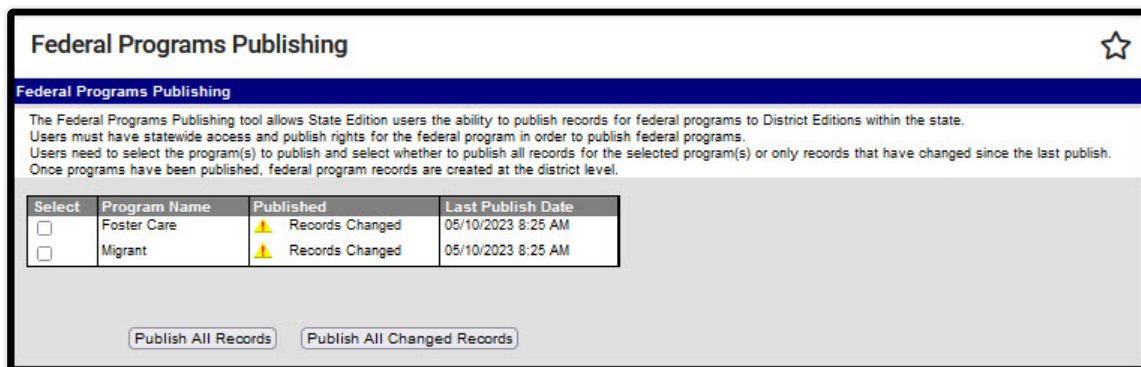 Federal Programs Publishing
Federal Programs Publishing
The Federal Programs Publishing tool allows State Edition users the ability to publish records for federal programs to District Editions within the state.
Users must have statewide access and publish rights for the federal program in order to publish federal programs.
Users need to select the program(s) to publish and select whether to publish all records for the selected program(s) or only records that have changed since the last publish.
Once programs have been published, federal program records are created at the district level.
Select Program Name Published Last Publish Date
Foster Care Records Changed 05/10/2023 8:25 AM
Migrant Records Changed 05/10/2023 8:25 AM
Publish All Records Publish All Changed Records